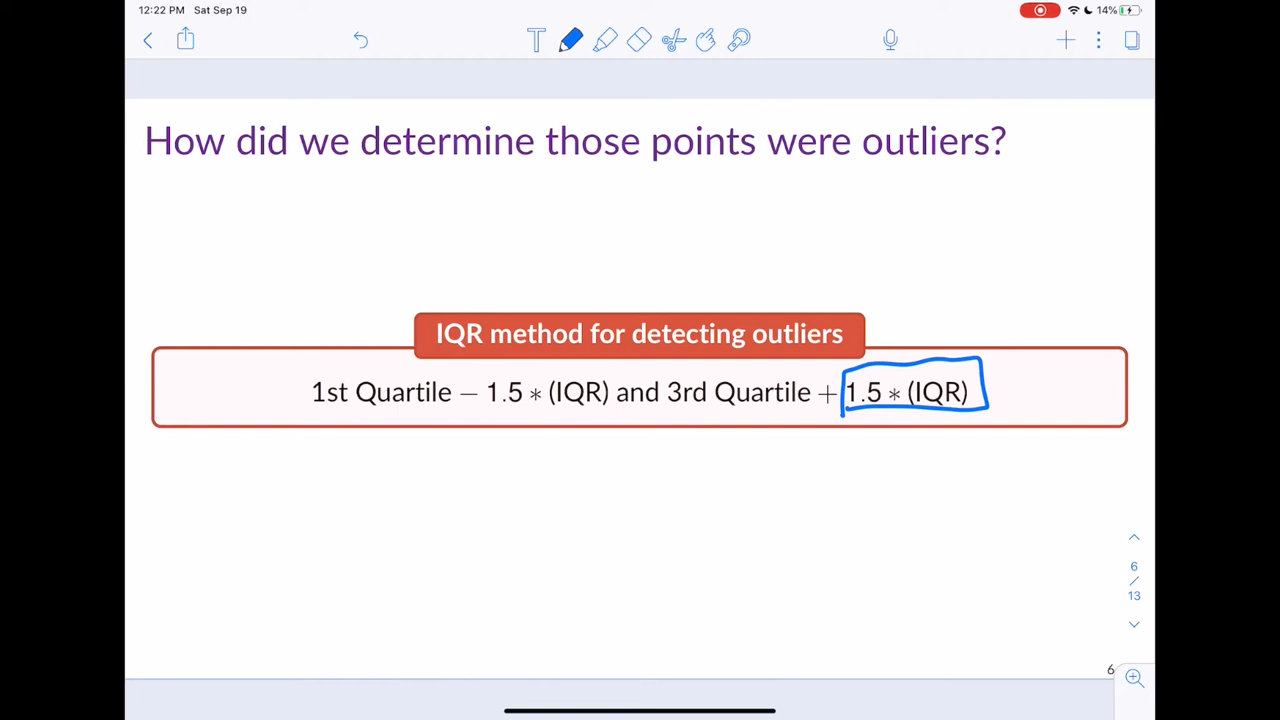 12:22 PM Sat Sep 19
14%
T
How did we determine those points were outliers?
IQR method for detecting outliers
1st Quartile − 1.5 ∗ (IQR) and 3rd Quartile + 1.5 ∗ (IQR)
6
/
13
6